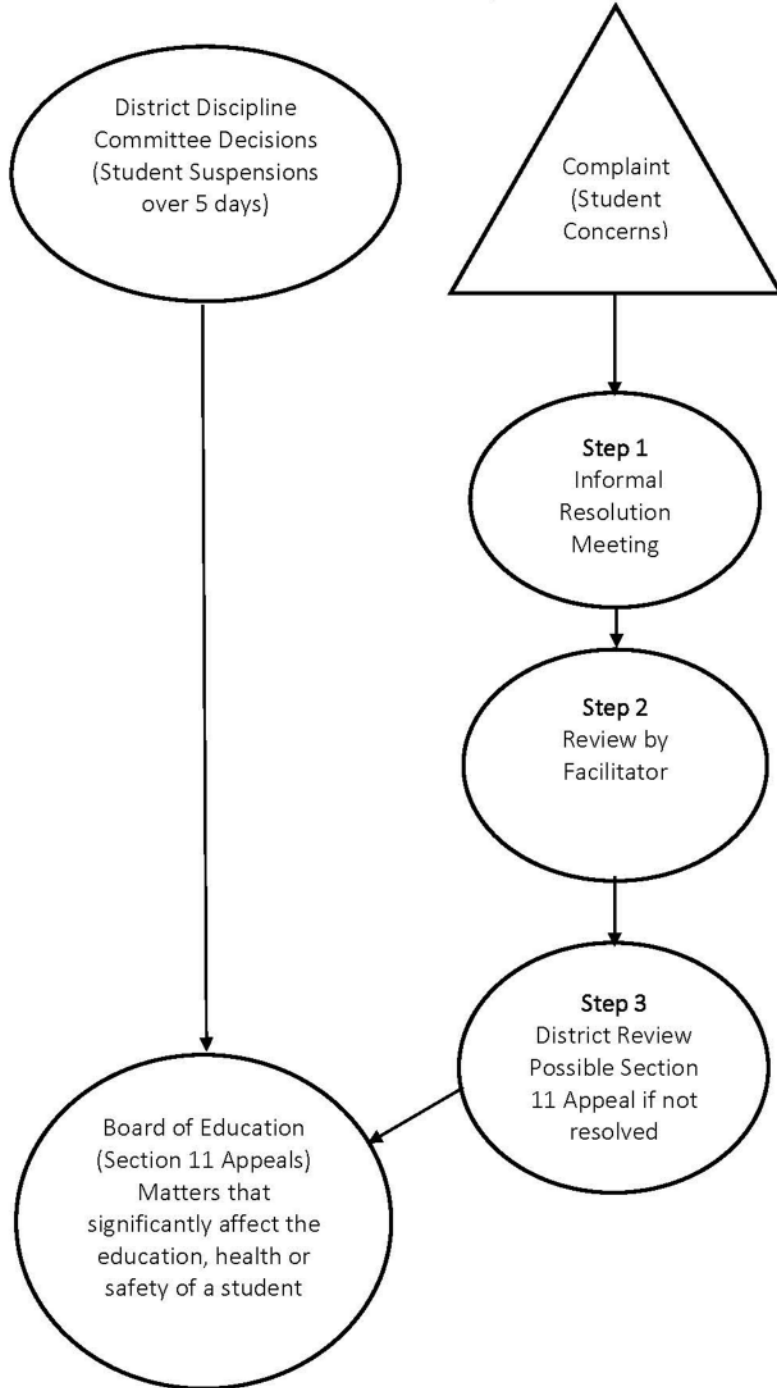 District Discipline
Committee Decisions
(Student Suspensions
over 5 days)
Complaint
(Student
Concerns)
Step 1
Informal
Resolution
Meeting
Step 2
Review by
Facilitator
Step 3
District Review
Possible Section
11 Appeal if not
resolved
Board of Education
(Section 11 Appeals)
Matters that
significantly affect the
education, health or
safety of a student